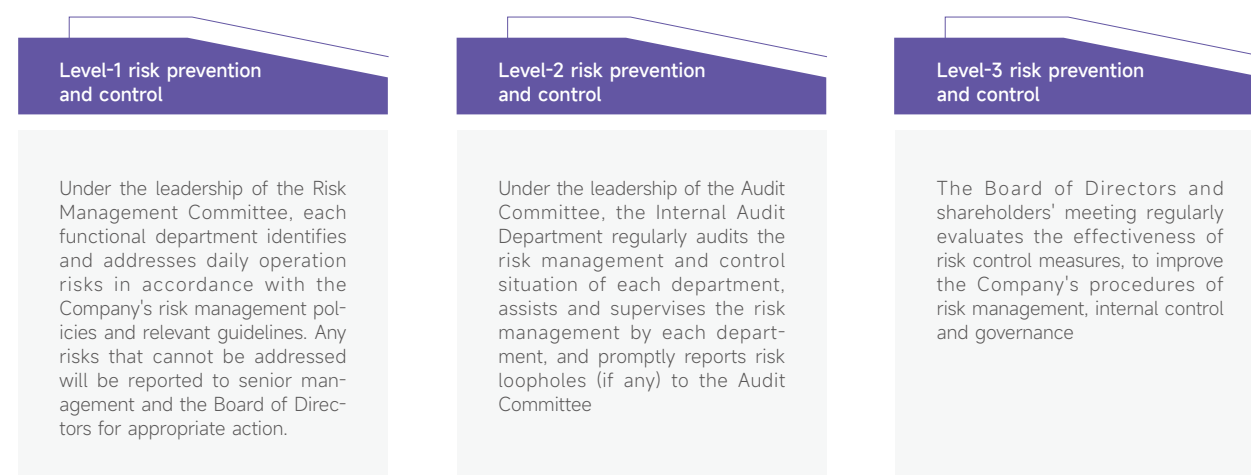 Level-1 risk prevention
and control
Under the leadership of the Risk
Management Committee, each
functional department identifies
and addresses daily operation
risks in accordance with the
Company's risk management pol-
icies and relevant guidelines. Any
risks that cannot be addressed
will be reported to senior man-
agement and the Board of Direc-
tors for appropriate action.
Level-2 risk prevention
and control
Under the leadership of the Audit
Committee, the Internal Audit
Department regularly audits the
risk management and control
situation of each department,
assists and supervises the risk
management by each depart-
ment, and promptly reports risk
loopholes (if any) to the Audit
Committee
Level-3 risk prevention
and control
The Board of Directors and
shareholders' meeting regularly
evaluates the effectiveness of
risk control measures, to improve
the Company's procedures of
risk management, internal control
and governance